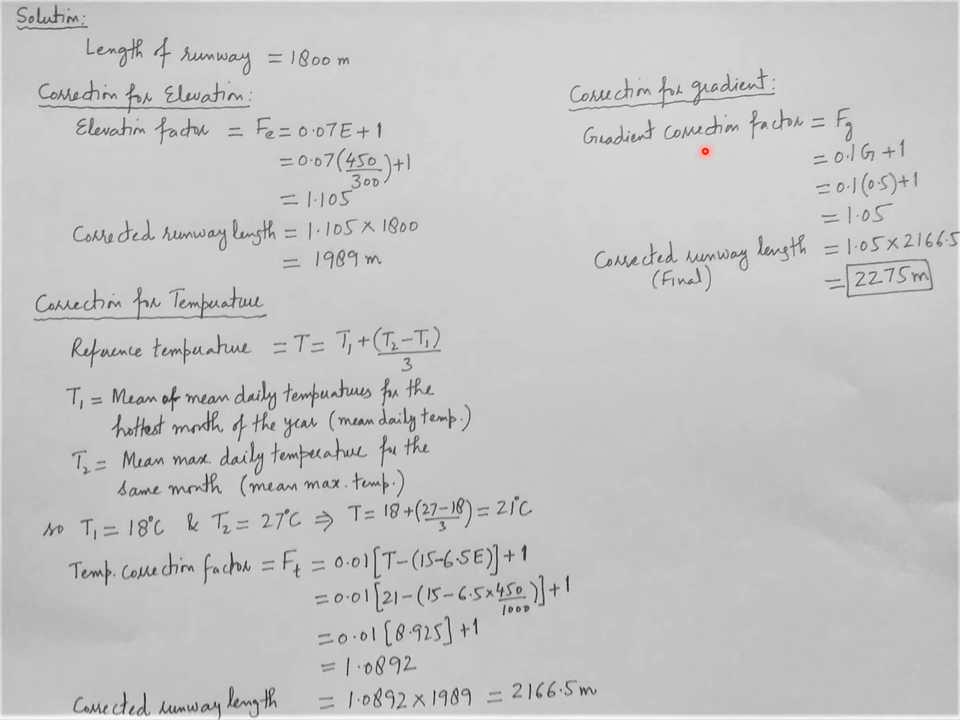 Solution:
Length of runway = 1800 m
Correction for Elevation:
Elevation factor = Fe = 0.07E + 1
= 0.07(450/300) + 1
= 1.105
Corrected runway length = 1.105 × 1800
= 1989 m
Correction for Temperature
Reference temperature = T = T₁ + (T₂ - T₁)/3
T₁ = Mean of mean daily temperatures for the
hottest month of the year (mean daily temp.)
T₂ = Mean max. daily temperature for the
same month (mean max. temp.)
so T₁ = 18°C & T₂ = 27°C ⇒ T = 18 + (27-18/3) = 21°C
Temp. correction factor = Ft = 0.01[T - (15 - 6.5E)] + 1
= 0.01[21 - (15 - 6.5 × 450/1000)] + 1
= 0.01[8.925] + 1
= 1.0892
Corrected runway length = 1.0892 × 1989 = 2166.5 m
Correction for gradient:
Gradient correction factor = Fg
= 0.1G + 1
= 0.1(0.5) + 1
= 1.05
Corrected runway length = 1.05 × 2166.5
(Final)
= 2275 m